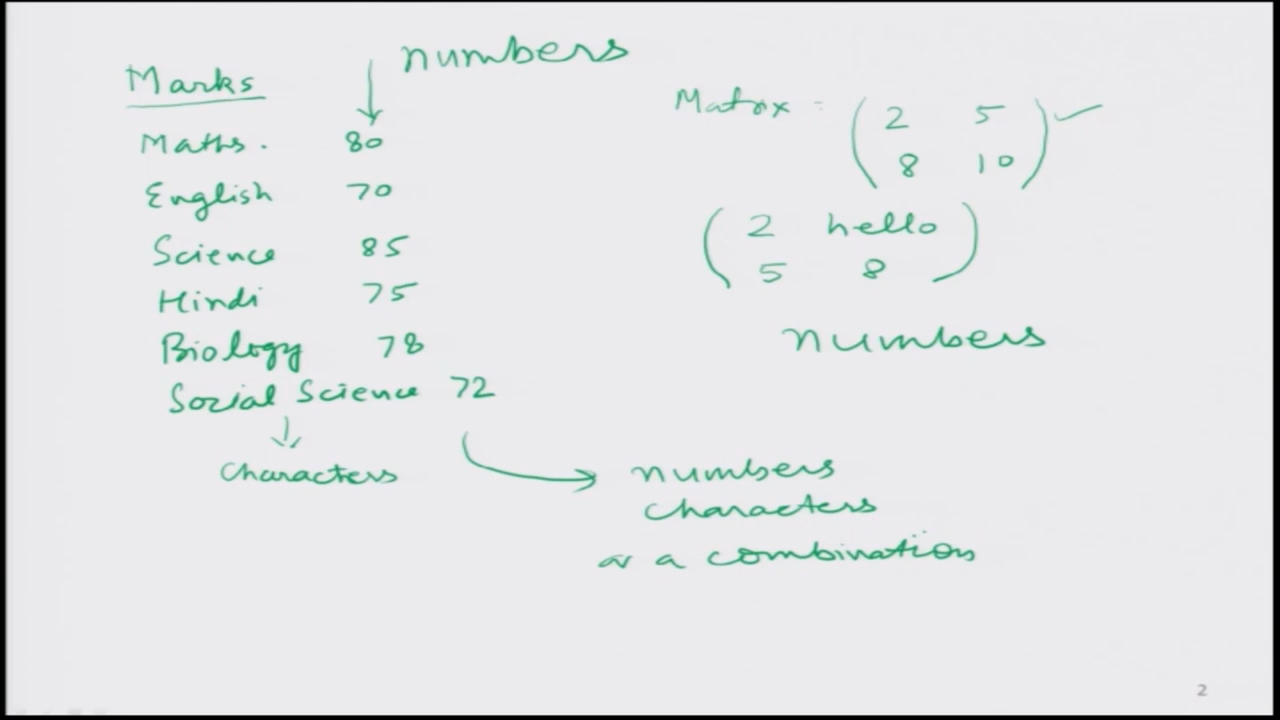 numbers
Marks
Maths. 80
English 70
Science 85
Hindi 75
Biology 78
Social Science 72
Characters
Matrix = ( 2 5
8 10 ) ✓
( 2 hello
5 8 )
numbers
numbers
characters
or a combination
2